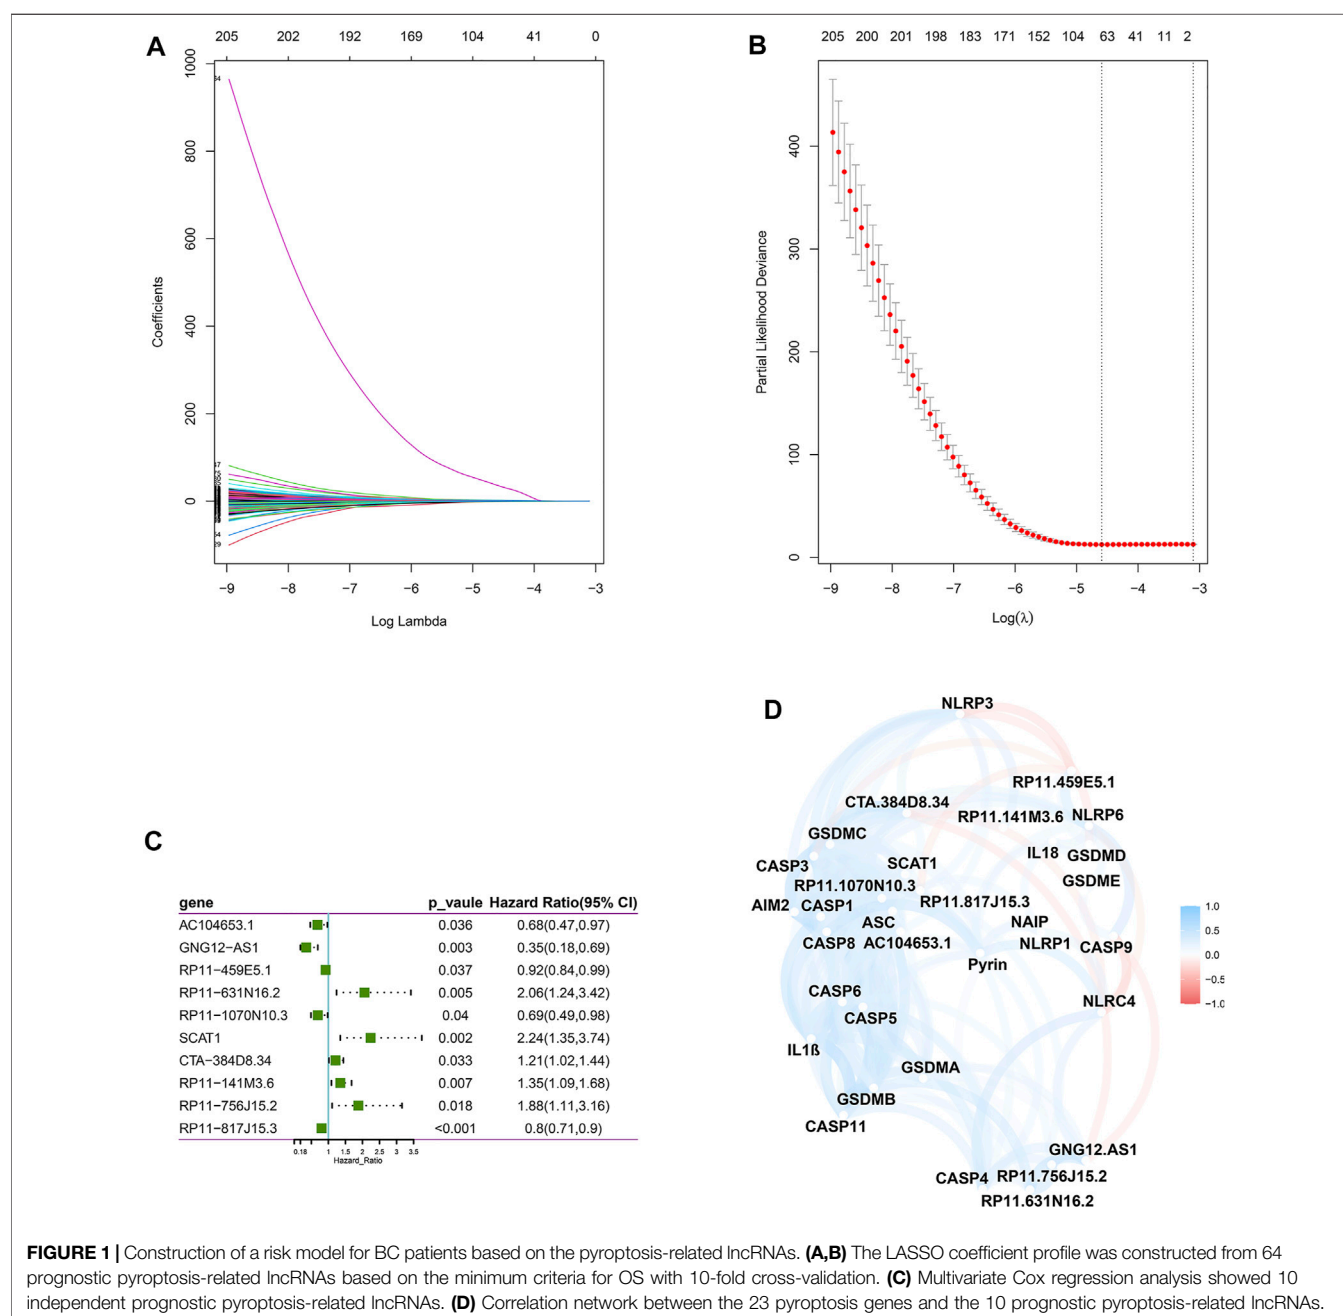 A
205 202 192 169 104 41 0
1000
800
600
400
200
0
Coefficients
−9 −8 −7 −6 −5 −4 −3
Log Lambda
B
205 200 201 198 183 171 152 104 63 41 11 2
400
300
200
100
0
Partial Likelihood Deviance
−9 −8 −7 −6 −5 −4 −3
Log(λ)
C
gene p_vaule Hazard Ratio(95% CI)
AC104653.1 0.036 0.68(0.47,0.97)
GNG12−AS1 0.003 0.35(0.18,0.69)
RP11−459E5.1 0.037 0.92(0.84,0.99)
RP11−631N16.2 0.005 2.06(1.24,3.42)
RP11−1070N10.3 0.04 0.69(0.49,0.98)
SCAT1 0.002 2.24(1.35,3.74)
CTA−384D8.34 0.033 1.21(1.02,1.44)
RP11−141M3.6 0.007 1.35(1.09,1.68)
RP11−756J15.2 0.018 1.88(1.11,3.16)
RP11−817J15.3 <0.001 0.8(0.71,0.9)
0.18 1 1.5 2 2.5 3 3.5
Hazard_Ratio
D
NLRP3
RP11.459E5.1
CTA.384D8.34
RP11.141M3.6 NLRP6
GSDMC
IL18 GSDMD
CASP3 SCAT1
GSDME
RP11.1070N10.3
RP11.817J15.3
AIM2 CASP1
ASC NAIP
CASP8 AC104653.1 NLRP1 CASP9
Pyrin
CASP6
NLRC4
CASP5
IL1ß
GSDMA
GSDMB
CASP11
GNG12.AS1
CASP4 RP11.756J15.2
RP11.631N16.2
1.0
0.5
0.0
−0.5
−1.0
FIGURE 1 | Construction of a risk model for BC patients based on the pyroptosis-related lncRNAs. (A,B) The LASSO coefficient profile was constructed from 64
prognostic pyroptosis-related lncRNAs based on the minimum criteria for OS with 10-fold cross-validation. (C) Multivariate Cox regression analysis showed 10
independent prognostic pyroptosis-related lncRNAs. (D) Correlation network between the 23 pyroptosis genes and the 10 prognostic pyroptosis-related lncRNAs.